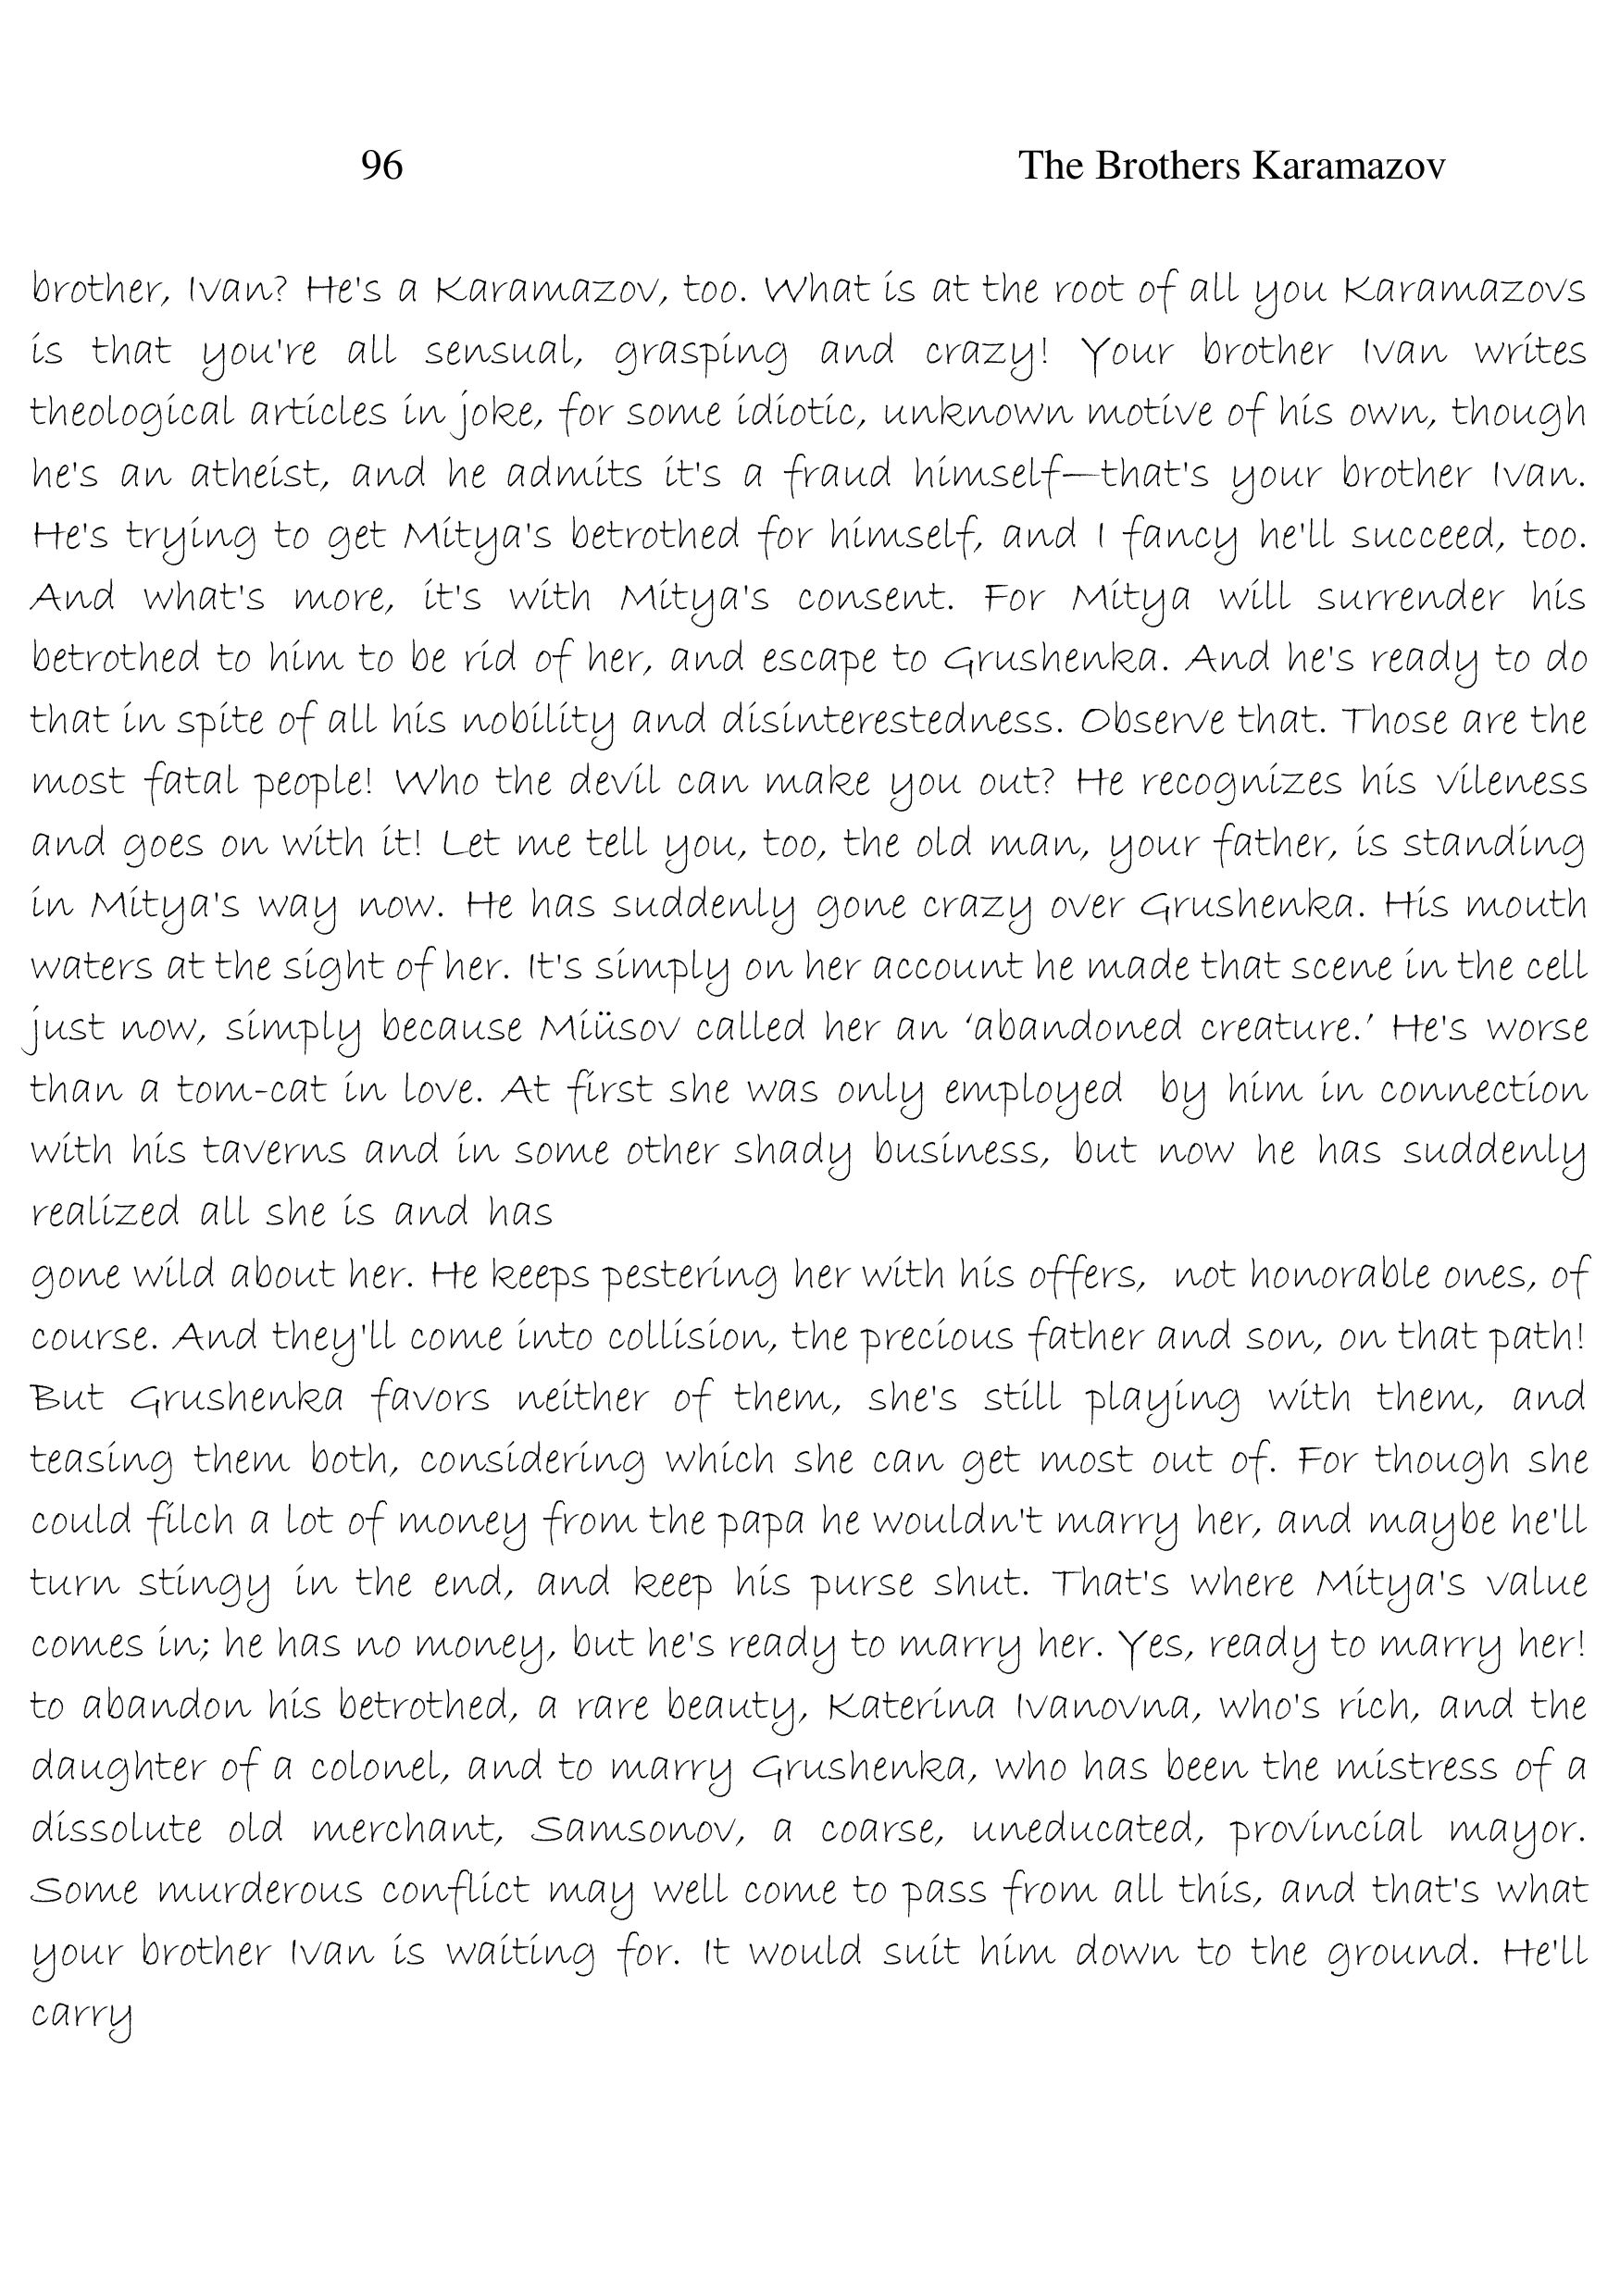 96 The Brothers Karamazov
brother, Ivan? He's a Karamazov, too. What is at the root of all you Karamazovs
is that you're all sensual, grasping and crazy! Your brother Ivan writes
theological articles in joke, for some idiotic, unknown motive of his own, though
he's an atheist, and he admits it's a fraud himself—that's your brother Ivan.
He's trying to get Mitya's betrothed for himself, and I fancy he'll succeed, too.
And what's more, it's with Mitya's consent. For Mitya will surrender his
betrothed to him to be rid of her, and escape to Grushenka. And he's ready to do
that in spite of all his nobility and disinterestedness. Observe that. Those are the
most fatal people! Who the devil can make you out? He recognizes his vileness
and goes on with it! Let me tell you, too, the old man, your father, is standing
in Mitya's way now. He has suddenly gone crazy over Grushenka. His mouth
waters at the sight of her. It's simply on her account he made that scene in the cell
just now, simply because Miüsov called her an ‘abandoned creature.’ He's worse
than a tom-cat in love. At first she was only employed by him in connection
with his taverns and in some other shady business, but now he has suddenly
realized all she is and has
gone wild about her. He keeps pestering her with his offers, not honorable ones, of
course. And they'll come into collision, the precious father and son, on that path!
But Grushenka favors neither of them, she's still playing with them, and
teasing them both, considering which she can get most out of. For though she
could filch a lot of money from the papa he wouldn't marry her, and maybe he'll
turn stingy in the end, and keep his purse shut. That's where Mitya's value
comes in; he has no money, but he's ready to marry her. Yes, ready to marry her!
to abandon his betrothed, a rare beauty, Katerina Ivanovna, who's rich, and the
daughter of a colonel, and to marry Grushenka, who has been the mistress of a
dissolute old merchant, Samsonov, a coarse, uneducated, provincial mayor.
Some murderous conflict may well come to pass from all this, and that's what
your brother Ivan is waiting for. It would suit him down to the ground. He'll
carry